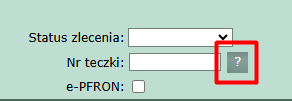 Status zlecenia:
Nr teczki: ?
e-PFRON: